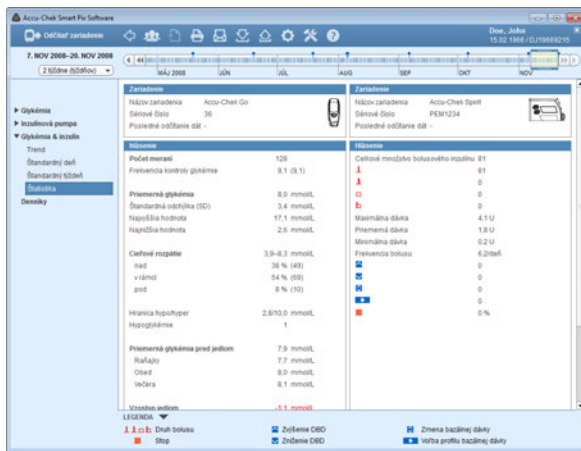 Accu-Chek Smart Pix Software
Odčítať zariadenie
Doe, John
15.02.1966 / DJ19569215
7. NOV 2008–20. NOV 2008
2 týždne (týždňov)
MÁJ 2008 JÚN JÚL AUG SEP OKT NOV
Glykémia
Inzulínová pumpa
Glykémia & inzulín
Trend
Štandardný deň
Štandardný týždeň
Štatistika
Denníky
Zariadenie
Názov zariadenia Accu-Chek Go
Sériové číslo 36
Posledné odčítanie dát -
Hlásenie
Počet meraní 128
Frekvencia kontroly glykémie 9,1 (9,1)
Priemerná glykémia 8,0 mmol/L
Štandardná odchýlka (SD) 3,4 mmol/L
Najvyššia hodnota 17,1 mmol/L
Najnižšia hodnota 2,6 mmol/L
Cieľové rozpätie 3,9–8,3 mmol/L
nad 38 % (49)
v rámci 54 % (69)
pod 8 % (10)
Hranica hypo/hyper 2,8/10,0 mmol/L
Hypoglykémie 1
Priemerná glykémia pred jedlom 7,9 mmol/L
Raňajky 7,7 mmol/L
Obed 8,0 mmol/L
Večera 8,1 mmol/L
Vzostup jedlom -1,1 mmol/L
Zariadenie
Názov zariadenia Accu-Chek Spirit
Sériové číslo PEM1234
Posledné odčítanie dát -
Hlásenie
Celkové množstvo bolusového inzulínu 81
81
0
0
0
Maximálna dávka 4,1 U
Priemerná dávka 1,8 U
Minimálna dávka 0,2 U
Frekvencia bolusu 6,2/deň
0
0
0
0
0 %
LEGENDA
Druh bolusu
Zvýšenie DBD
Zmena bazálnej dávky
Stop
Zníženie DBD
Voľba profilu bazálnej dávky